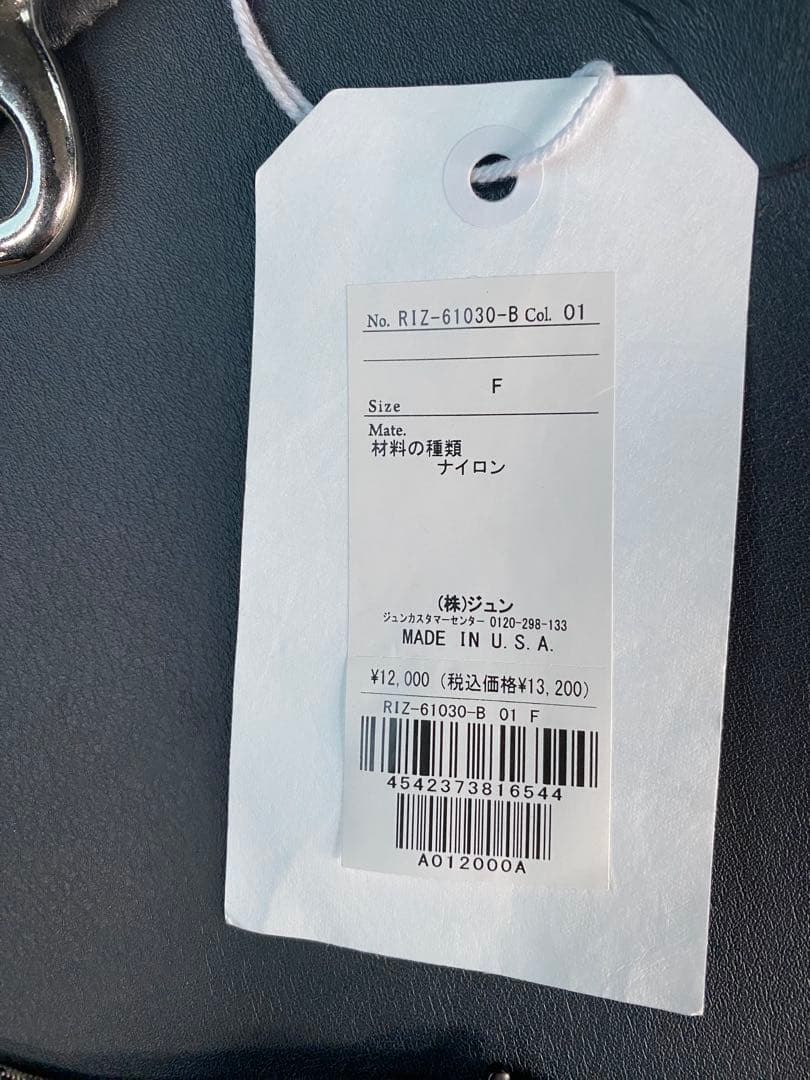 No. RIZ-61030-B Col. 01
F
Size
Mate.
材料の種類
ナイロン
(株)ジュン
ジュンカスタマーセンター 0120-298-133
MADE IN U.S.A.
¥12,000 (税込価格¥13,200)
RIZ-61030-B 01 F
4542373816544
A012000A